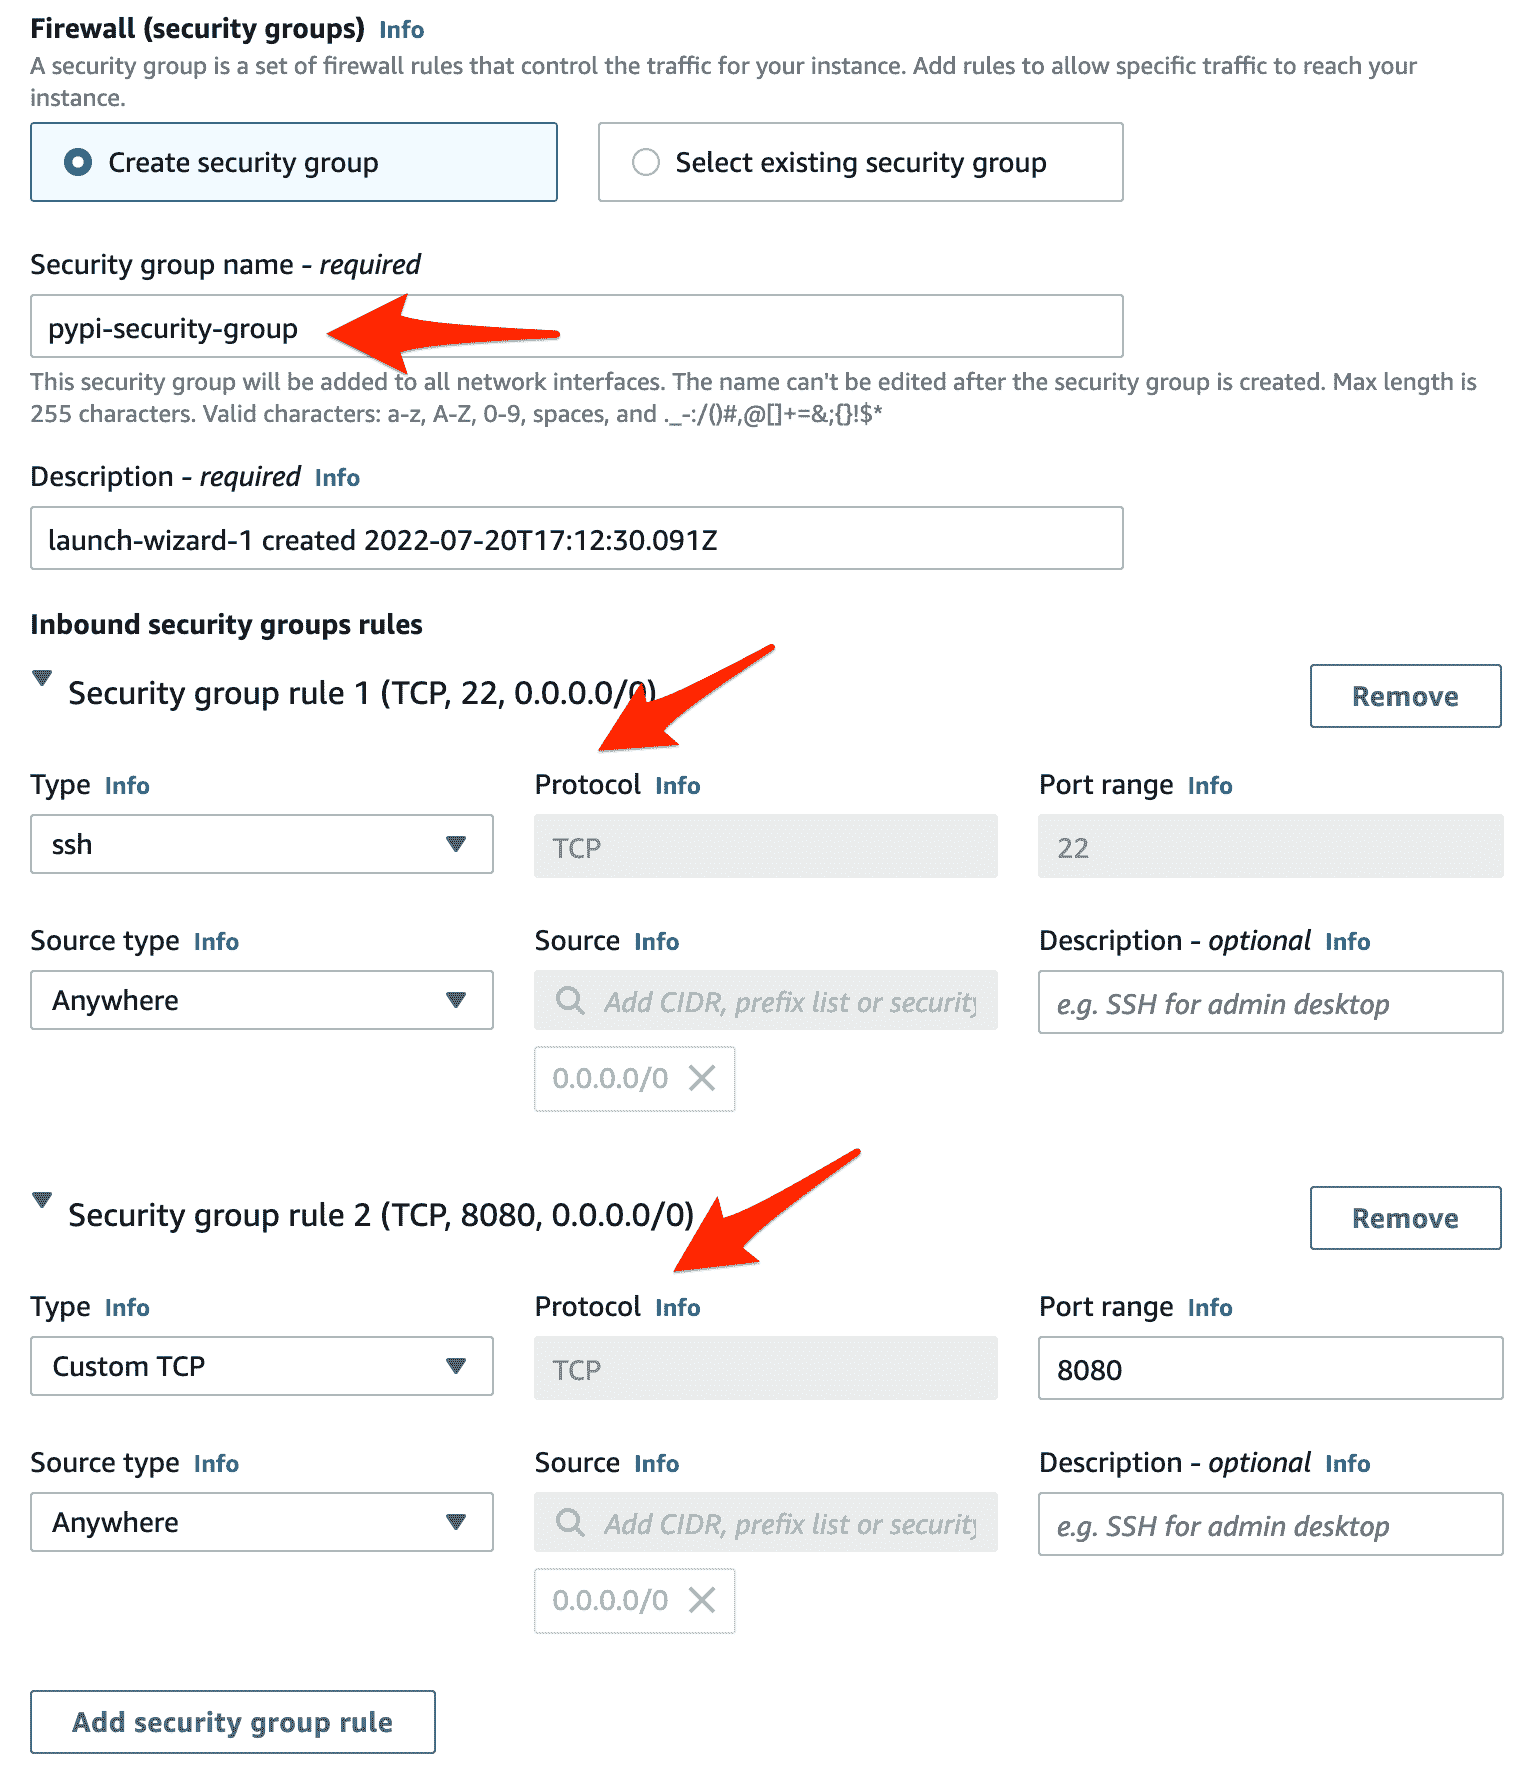 Firewall (security groups) Info
A security group is a set of firewall rules that control the traffic for your instance. Add rules to allow specific traffic to reach your
instance.
Create security group Select existing security group
Security group name - required
pypi-security-group
This security group will be added to all network interfaces. The name can't be edited after the security group is created. Max length is
255 characters. Valid characters: a-z, A-Z, 0-9, spaces, and ._-:/()#,@[]+=&;{}!$*
Description - required Info
launch-wizard-1 created 2022-07-20T17:12:30.091Z
Inbound security groups rules
Security group rule 1 (TCP, 22, 0.0.0.0/0) Remove
Type Info Protocol Info Port range Info
ssh TCP 22
Source type Info Source Info Description - optional Info
Anywhere Add CIDR, prefix list or security e.g. SSH for admin desktop
0.0.0.0/0
Security group rule 2 (TCP, 8080, 0.0.0.0/0) Remove
Type Info Protocol Info Port range Info
Custom TCP TCP 8080
Source type Info Source Info Description - optional Info
Anywhere Add CIDR, prefix list or security e.g. SSH for admin desktop
0.0.0.0/0
Add security group rule